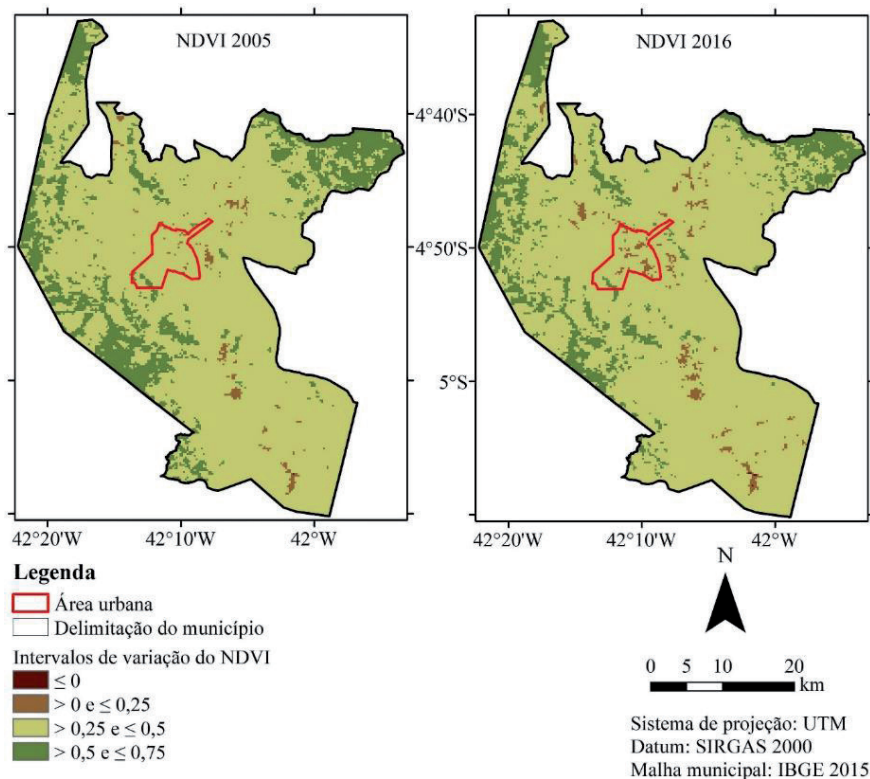 NDVI 2005
NDVI 2016
4°40'S
4°50'S
5°S
42°20'W
42°10'W
42°W
42°20'W
42°10'W
42°W
Legenda
Área urbana
Delimitação do município
Intervalos de variação do NDVI
≤ 0
> 0 e ≤ 0,25
> 0,25 e ≤ 0,5
> 0,5 e ≤ 0,75
N
0 5 10 20
km
Sistema de projeção: UTM
Datum: SIRGAS 2000
Malha municipal: IBGE 2015